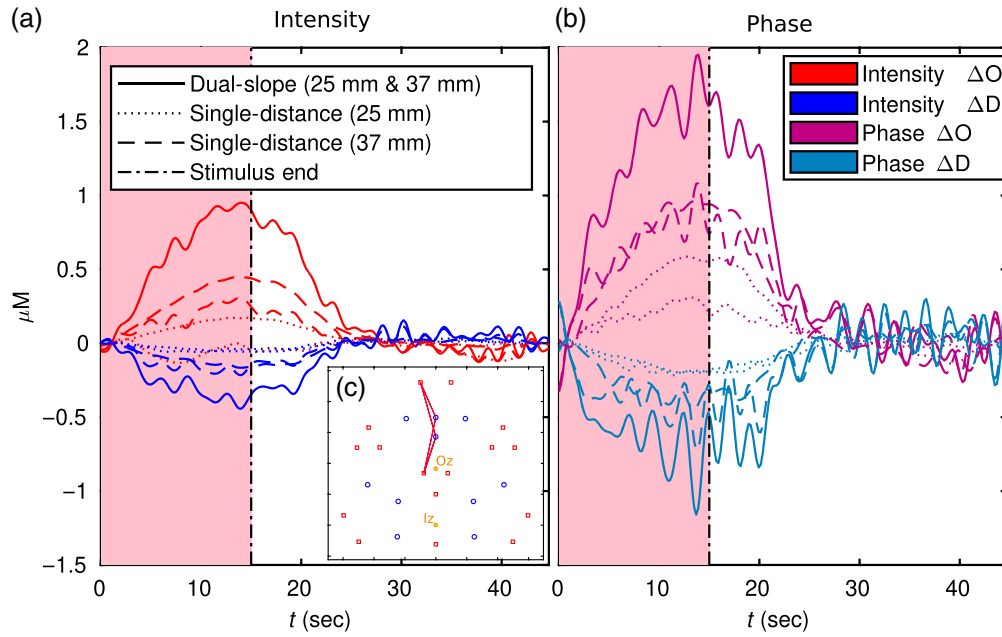 (a)
Intensity
(b)
Phase
Dual-slope (25 mm & 37 mm)
Single-distance (25 mm)
Single-distance (37 mm)
Stimulus end
Intensity ΔO
Intensity ΔD
Phase ΔO
Phase ΔD
2
1.5
1
0.5
0
−0.5
−1
−1.5
μM
(c)
Oz
Iz
0 10 20 30 40
0 10 20 30 40
t (sec)
t (sec)